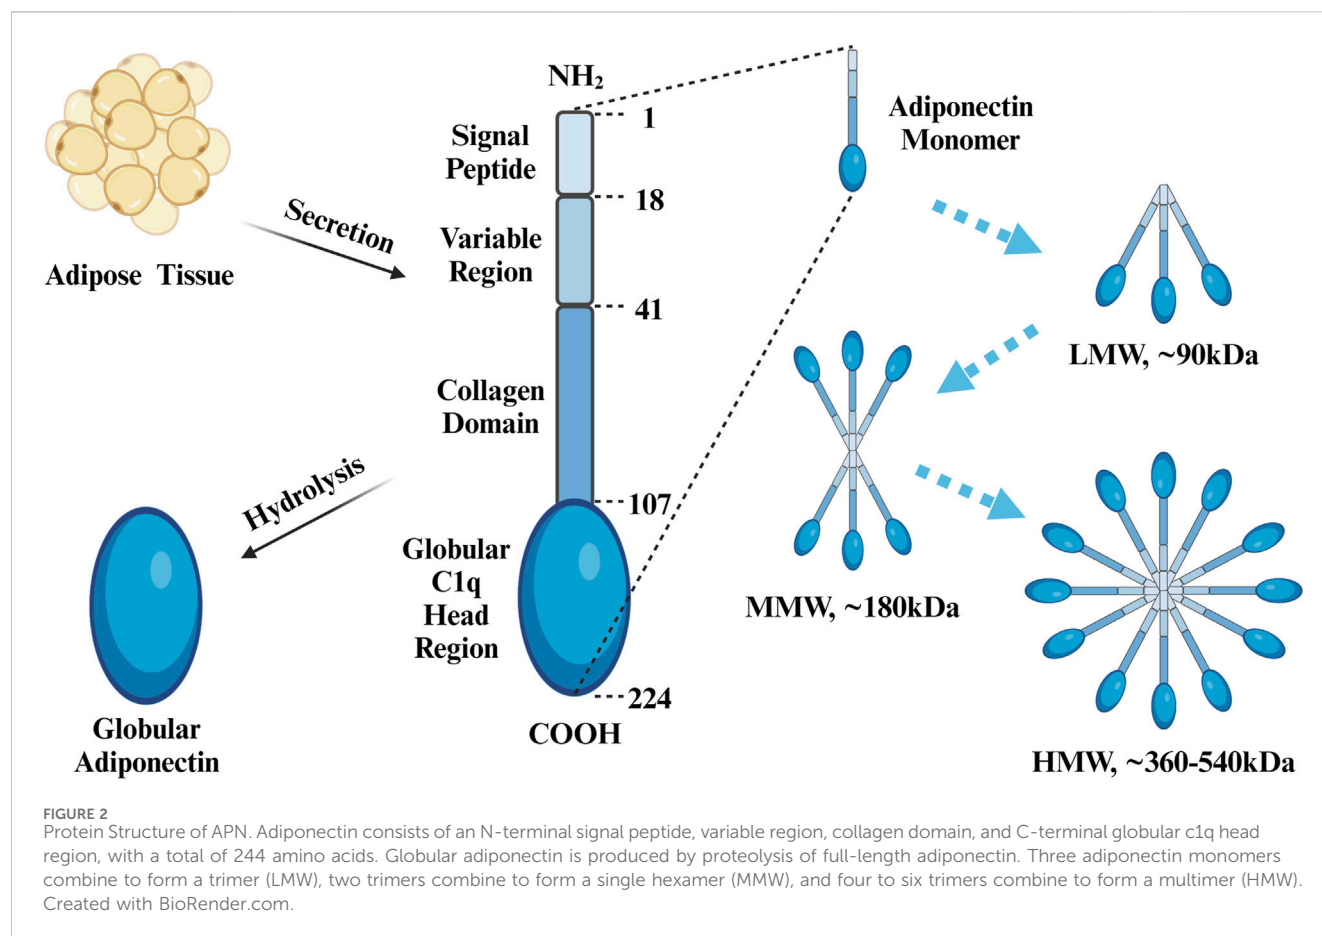 NH2
1
Signal
Peptide
18
Variable
Region
41
Collagen
Domain
107
Globular
C1q
Head
Region
224
COOH
Adipose Tissue
Secretion
Hydrolysis
Globular
Adiponectin
Adiponectin
Monomer
LMW, ~90kDa
MMW, ~180kDa
HMW, ~360-540kDa
FIGURE 2
Protein Structure of APN. Adiponectin consists of an N-terminal signal peptide, variable region, collagen domain, and C-terminal globular c1q head
region, with a total of 244 amino acids. Globular adiponectin is produced by proteolysis of full-length adiponectin. Three adiponectin monomers
combine to form a trimer (LMW), two trimers combine to form a single hexamer (MMW), and four to six trimers combine to form a multimer (HMW).
Created with BioRender.com.